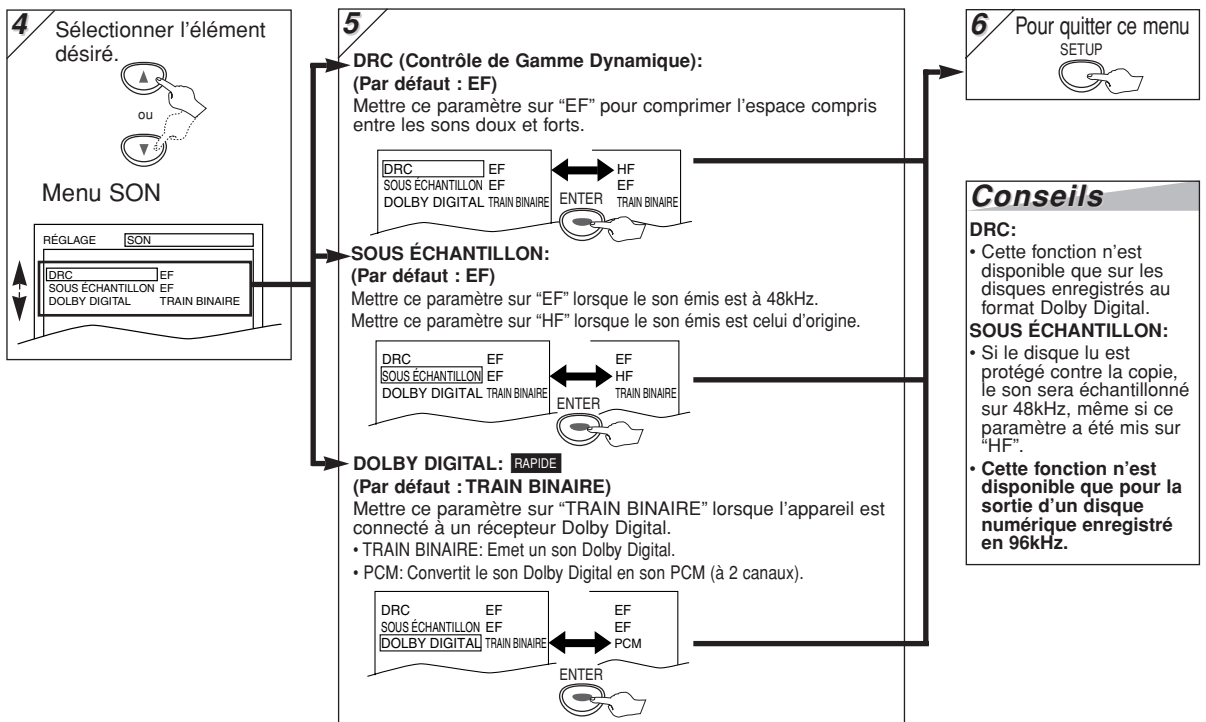 4
Sélectionner l'élément
désiré.
▲
ou
▼
Menu SON
RÉGLAGE SON
DRC EF
SOUS ÉCHANTILLON EF
DOLBY DIGITAL TRAIN BINAIRE
5
DRC (Contrôle de Gamme Dynamique):
(Par défaut : EF)
Mettre ce paramètre sur “EF” pour comprimer l'espace compris
entre les sons doux et forts.
DRC EF HF
SOUS ÉCHANTILLON EF EF
DOLBY DIGITAL TRAIN BINAIRE ENTER TRAIN BINAIRE
SOUS ÉCHANTILLON:
(Par défaut : EF)
Mettre ce paramètre sur “EF” lorsque le son émis est à 48kHz.
Mettre ce paramètre sur “HF” lorsque le son émis est celui d'origine.
DRC EF EF
SOUS ÉCHANTILLON EF HF
DOLBY DIGITAL TRAIN BINAIRE TRAIN BINAIRE
ENTER
DOLBY DIGITAL: RAPIDE
(Par défaut : TRAIN BINAIRE)
Mettre ce paramètre sur “TRAIN BINAIRE” lorsque l'appareil est
connecté à un récepteur Dolby Digital.
• TRAIN BINAIRE: Emet un son Dolby Digital.
• PCM: Convertit le son Dolby Digital en son PCM (à 2 canaux).
DRC EF EF
SOUS ÉCHANTILLON EF EF
DOLBY DIGITAL TRAIN BINAIRE PCM
ENTER
6
Pour quitter ce menu
SETUP
Conseils
DRC:
• Cette fonction n'est
disponible que sur les
disques enregistrés au
format Dolby Digital.
SOUS ÉCHANTILLON:
• Si le disque lu est
protégé contre la copie,
le son sera échantillonné
sur 48kHz, même si ce
paramètre a été mis sur
“HF”.
• Cette fonction n'est
disponible que pour la
sortie d'un disque
numérique enregistré
en 96kHz.